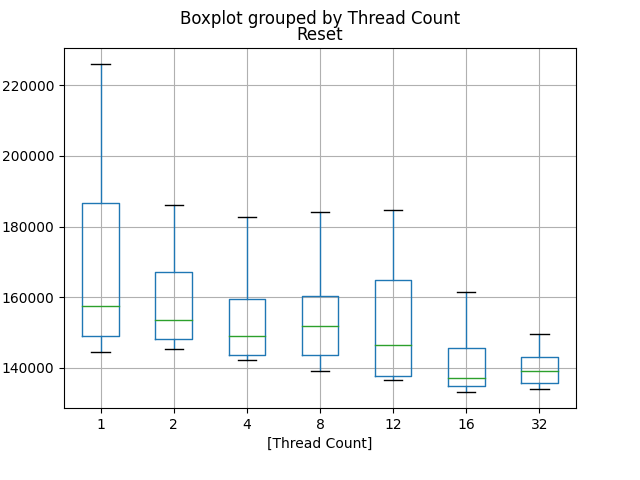 Boxplot grouped by Thread Count
Reset
220000
200000
180000
160000
140000
1 2 4 8 12 16 32
[Thread Count]